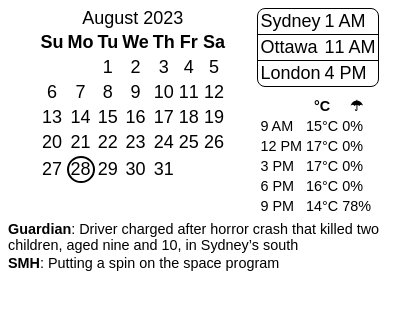 August 2023
Su Mo Tu We Th Fr Sa
1 2 3 4 5
6 7 8 9 10 11 12
13 14 15 16 17 18 19
20 21 22 23 24 25 26
27 28 29 30 31
Sydney 1 AM
Ottawa 11 AM
London 4 PM
°C ☂
9 AM 15°C 0%
12 PM 17°C 0%
3 PM 17°C 0%
6 PM 16°C 0%
9 PM 14°C 78%
Guardian: Driver charged after horror crash that killed two
children, aged nine and 10, in Sydney’s south
SMH: Putting a spin on the space program